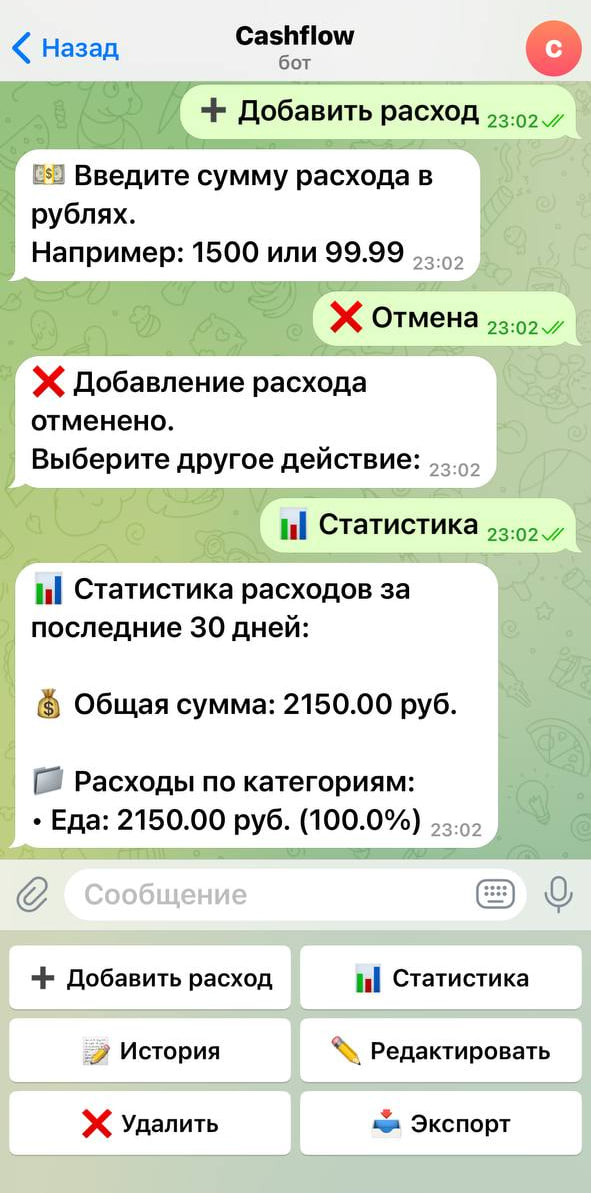 Назад
Cashflow
бот
C
➕ Добавить расход 23:02
💵 Введите сумму расхода в
рублях.
Например: 1500 или 99.99 23:02
❌ Отмена 23:02
❌ Добавление расхода
отменено.
Выберите другое действие: 23:02
📊 Статистика 23:02
📊 Статистика расходов за
последние 30 дней:
💰 Общая сумма: 2150.00 руб.
📁 Расходы по категориям:
• Еда: 2150.00 руб. (100.0%) 23:02
Сообщение
➕ Добавить расход
📊 Статистика
📝 История
✏️ Редактировать
❌ Удалить
📥 Экспорт